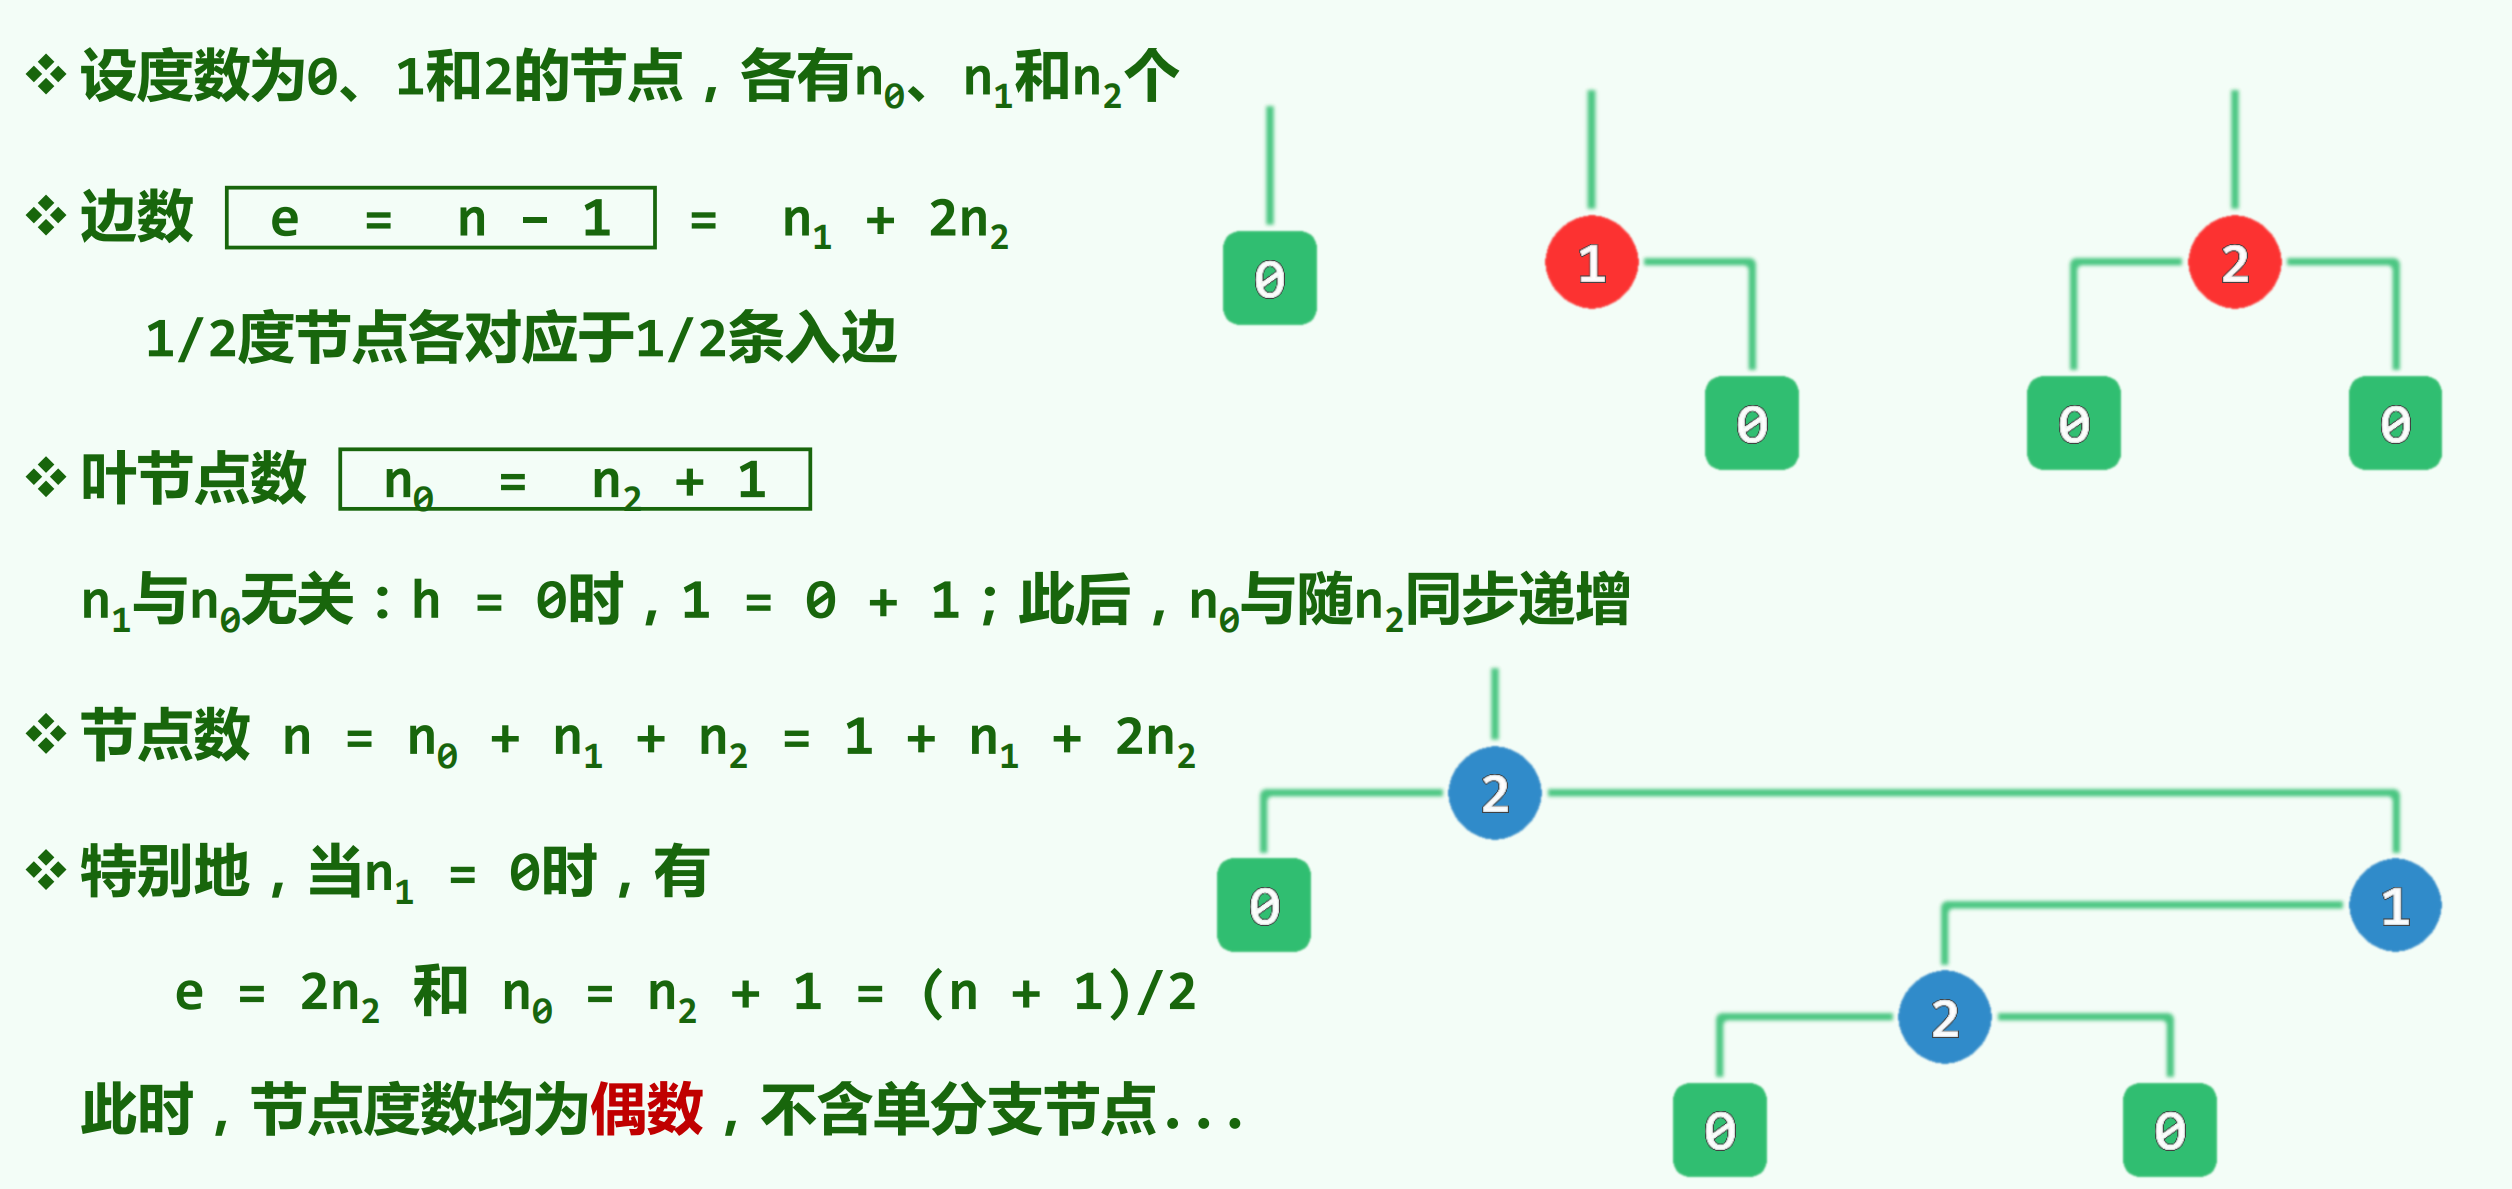 ❖ 设度数为0、1和2的节点,各有n₀、n₁和n₂个
❖ 边数 e = n − 1 = n₁ + 2n₂
1/2度节点各对应于1/2条入边
❖ 叶节点数 n₀ = n₂ + 1
n₁与n₀无关:h = 0时,1 = 0 + 1;此后,n₀与随n₂同步递增
❖ 节点数 n = n₀ + n₁ + n₂ = 1 + n₁ + 2n₂
❖ 特别地,当n₁ = 0时,有
e = 2n₂ 和 n₀ = n₂ + 1 = (n + 1)/2
此时,节点度数均为偶数,不含单分支节点...
0
1
0
2
0 0
2
0
1
2
0 0